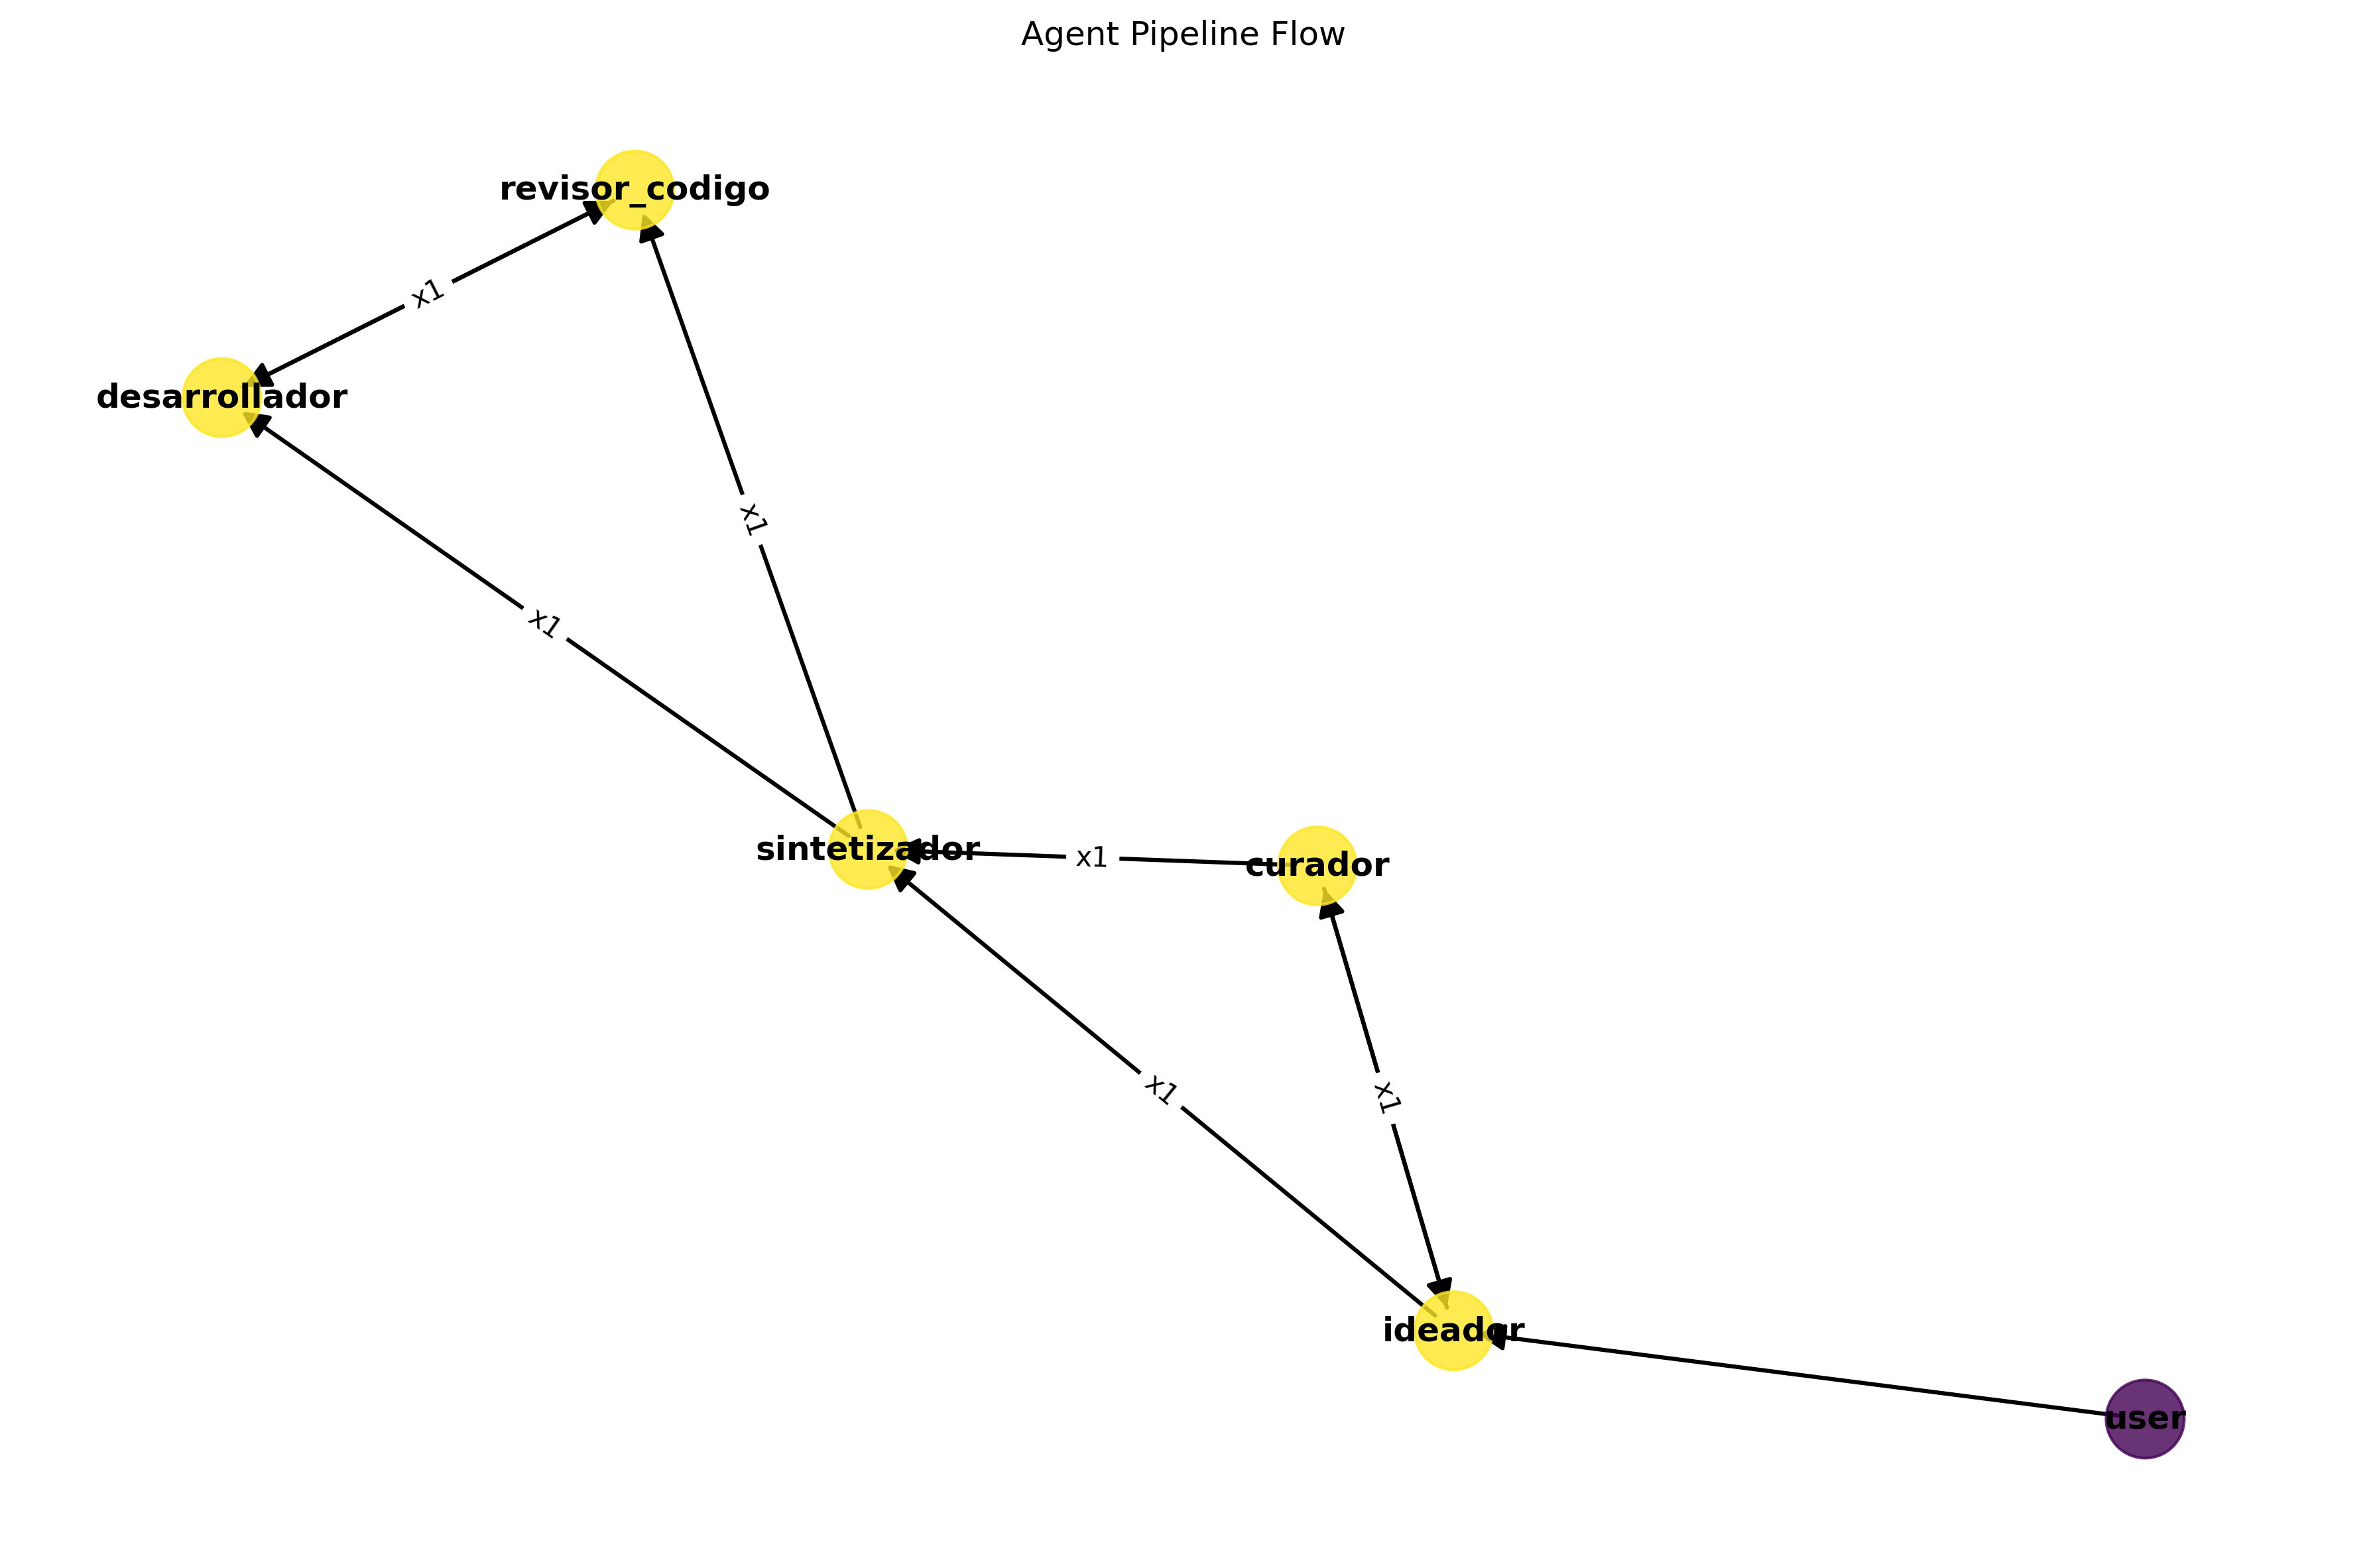 Agent Pipeline Flow
revisor_codigo
x1
desarrollador
x1
x1
sintetizador
x1
curador
x1
x1
ideador
user